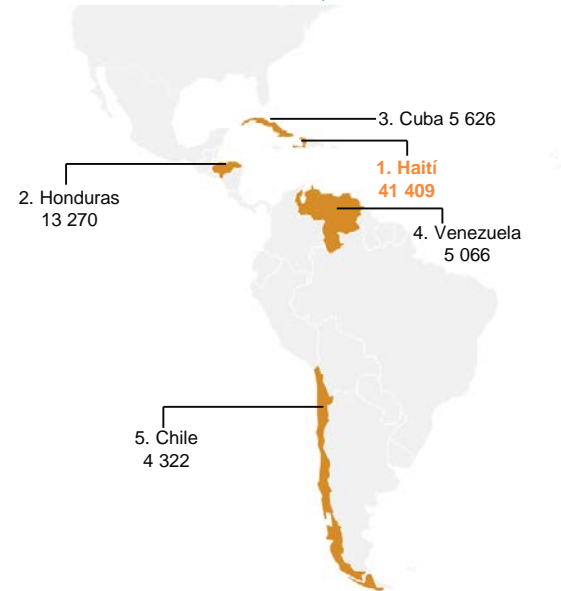 3. Cuba 5 626
1. Haití
41 409
2. Honduras
13 270
4. Venezuela
5 066
5. Chile
4 322